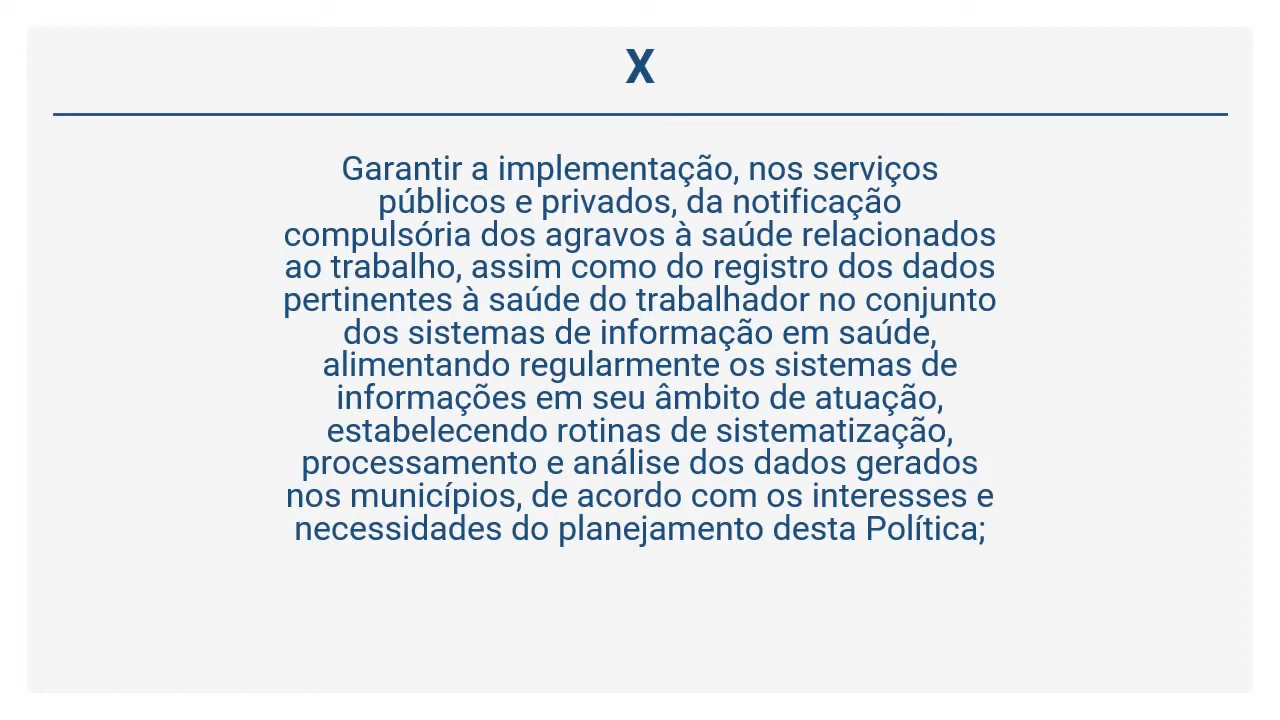 X
Garantir a implementação, nos serviços
públicos e privados, da notificação
compulsória dos agravos à saúde relacionados
ao trabalho, assim como do registro dos dados
pertinentes à saúde do trabalhador no conjunto
dos sistemas de informação em saúde,
alimentando regularmente os sistemas de
informações em seu âmbito de atuação,
estabelecendo rotinas de sistematização,
processamento e análise dos dados gerados
nos municípios, de acordo com os interesses e
necessidades do planejamento desta Política;